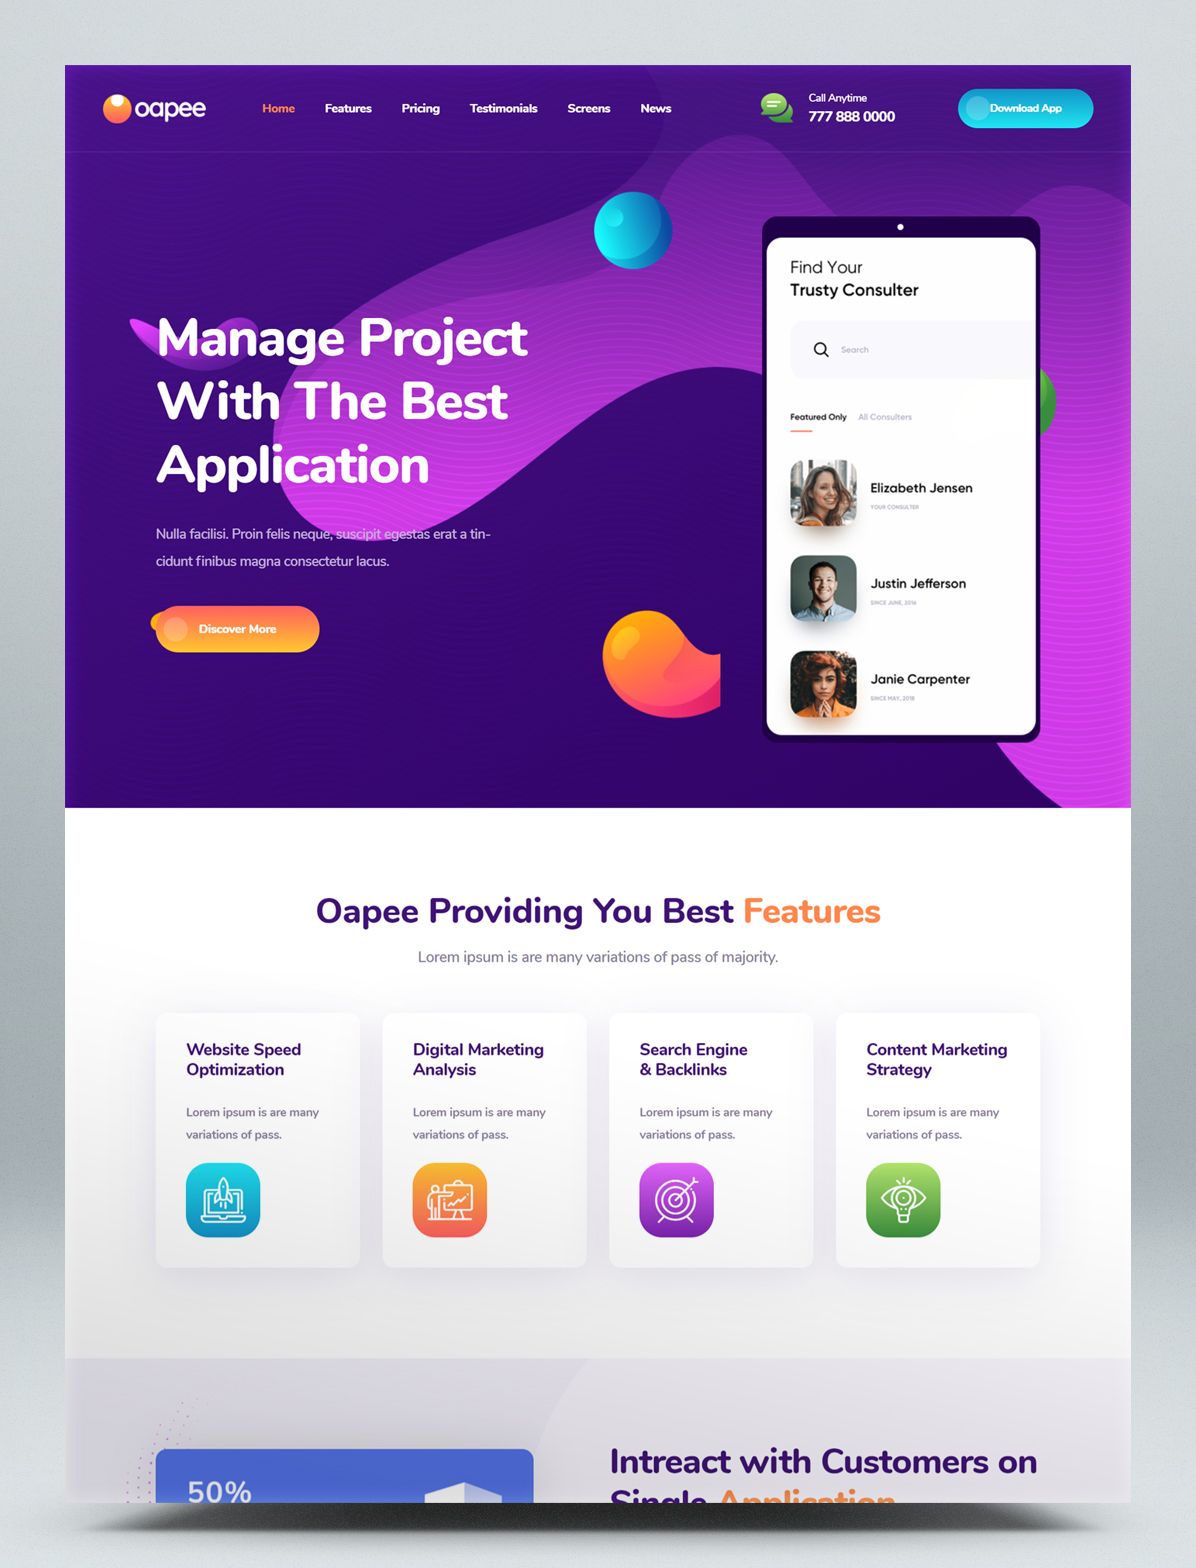 oapee
Home Features Pricing Testimonials Screens News
Call Anytime
777 888 0000
Download App
Manage Project
With The Best
Application
Nulla facilisi. Proin felis neque, suscipit egestas erat a tin-
cidunt finibus magna consectetur lacus.
Discover More
Find Your
Trusty Consulter
Search
Featured Only All Consulters
Elizabeth Jensen
YOUR CONSULTER
Justin Jefferson
SINCE JUNE, 2016
Janie Carpenter
SINCE MAY, 2018
Oapee Providing You Best Features
Lorem ipsum is are many variations of pass of majority.
Website Speed
Optimization
Lorem ipsum is are many
variations of pass.
Digital Marketing
Analysis
Lorem ipsum is are many
variations of pass.
Search Engine
& Backlinks
Lorem ipsum is are many
variations of pass.
Content Marketing
Strategy
Lorem ipsum is are many
variations of pass.
50%
Intreact with Customers on
Single Application